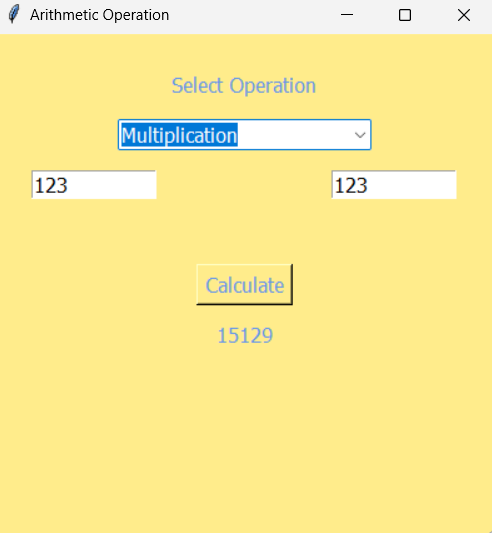 Arithmetic Operation
Select Operation
Multiplication
123 123
Calculate
15129